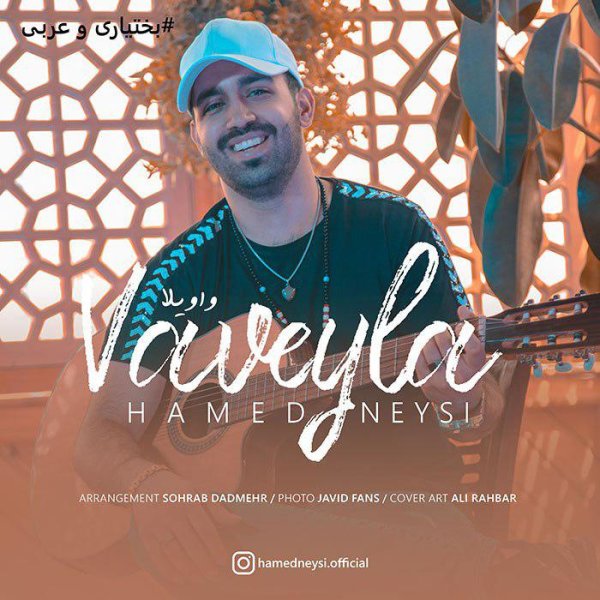 #بختیاری و عربی
واویلا
Vaveyla
HAMED NEYSI
ARRANGEMENT SOHRAB DADMEHR / PHOTO JAVID FANS / COVER ART ALI RAHBAR
hamedneysi.official